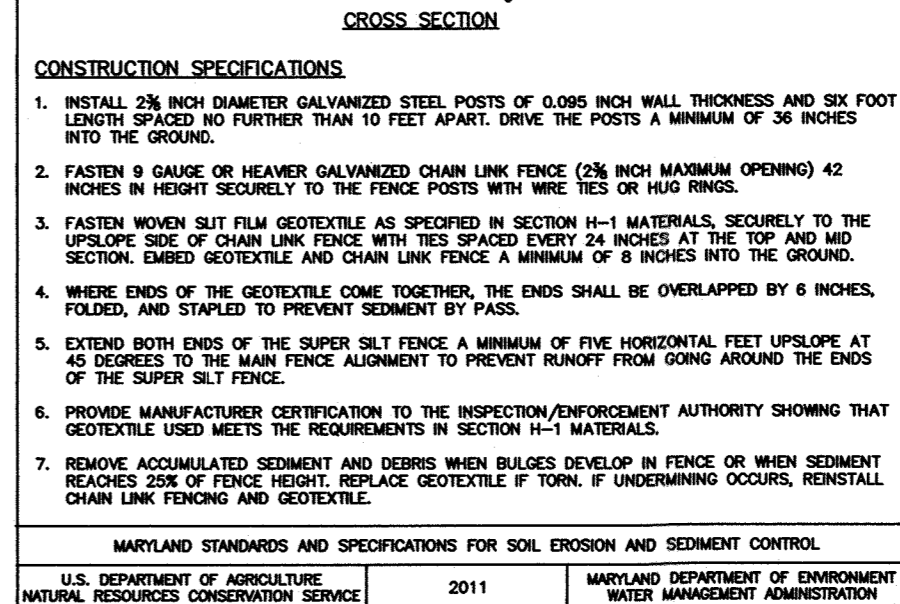 CROSS SECTION
CONSTRUCTION SPECIFICATIONS
1. INSTALL 2⅜ INCH DIAMETER GALVANIZED STEEL POSTS OF 0.095 INCH WALL THICKNESS AND SIX FOOT
LENGTH SPACED NO FURTHER THAN 10 FEET APART. DRIVE THE POSTS A MINIMUM OF 36 INCHES
INTO THE GROUND.
2. FASTEN 9 GAUGE OR HEAVIER GALVANIZED CHAIN LINK FENCE (2⅜ INCH MAXIMUM OPENING) 42
INCHES IN HEIGHT SECURELY TO THE FENCE POSTS WITH WIRE TIES OR HUG RINGS.
3. FASTEN WOVEN SLIT FILM GEOTEXTILE AS SPECIFIED IN SECTION H-1 MATERIALS, SECURELY TO THE
UPSLOPE SIDE OF CHAIN LINK FENCE WITH TIES SPACED EVERY 24 INCHES AT THE TOP AND MID
SECTION. EMBED GEOTEXTILE AND CHAIN LINK FENCE A MINIMUM OF 8 INCHES INTO THE GROUND.
4. WHERE ENDS OF THE GEOTEXTILE COME TOGETHER, THE ENDS SHALL BE OVERLAPPED BY 6 INCHES,
FOLDED, AND STAPLED TO PREVENT SEDIMENT BY PASS.
5. EXTEND BOTH ENDS OF THE SUPER SILT FENCE A MINIMUM OF FIVE HORIZONTAL FEET UPSLOPE AT
45 DEGREES TO THE MAIN FENCE ALIGNMENT TO PREVENT RUNOFF FROM GOING AROUND THE ENDS
OF THE SUPER SILT FENCE.
6. PROVIDE MANUFACTURER CERTIFICATION TO THE INSPECTION/ENFORCEMENT AUTHORITY SHOWING THAT
GEOTEXTILE USED MEETS THE REQUIREMENTS IN SECTION H-1 MATERIALS.
7. REMOVE ACCUMULATED SEDIMENT AND DEBRIS WHEN BULGES DEVELOP IN FENCE OR WHEN SEDIMENT
REACHES 25% OF FENCE HEIGHT. REPLACE GEOTEXTILE IF TORN. IF UNDERMINING OCCURS, REINSTALL
CHAIN LINK FENCING AND GEOTEXTILE.
MARYLAND STANDARDS AND SPECIFICATIONS FOR SOIL EROSION AND SEDIMENT CONTROL
U.S. DEPARTMENT OF AGRICULTURE
NATURAL RESOURCES CONSERVATION SERVICE
2011
MARYLAND DEPARTMENT OF ENVIRONMENT
WATER MANAGEMENT ADMINISTRATION